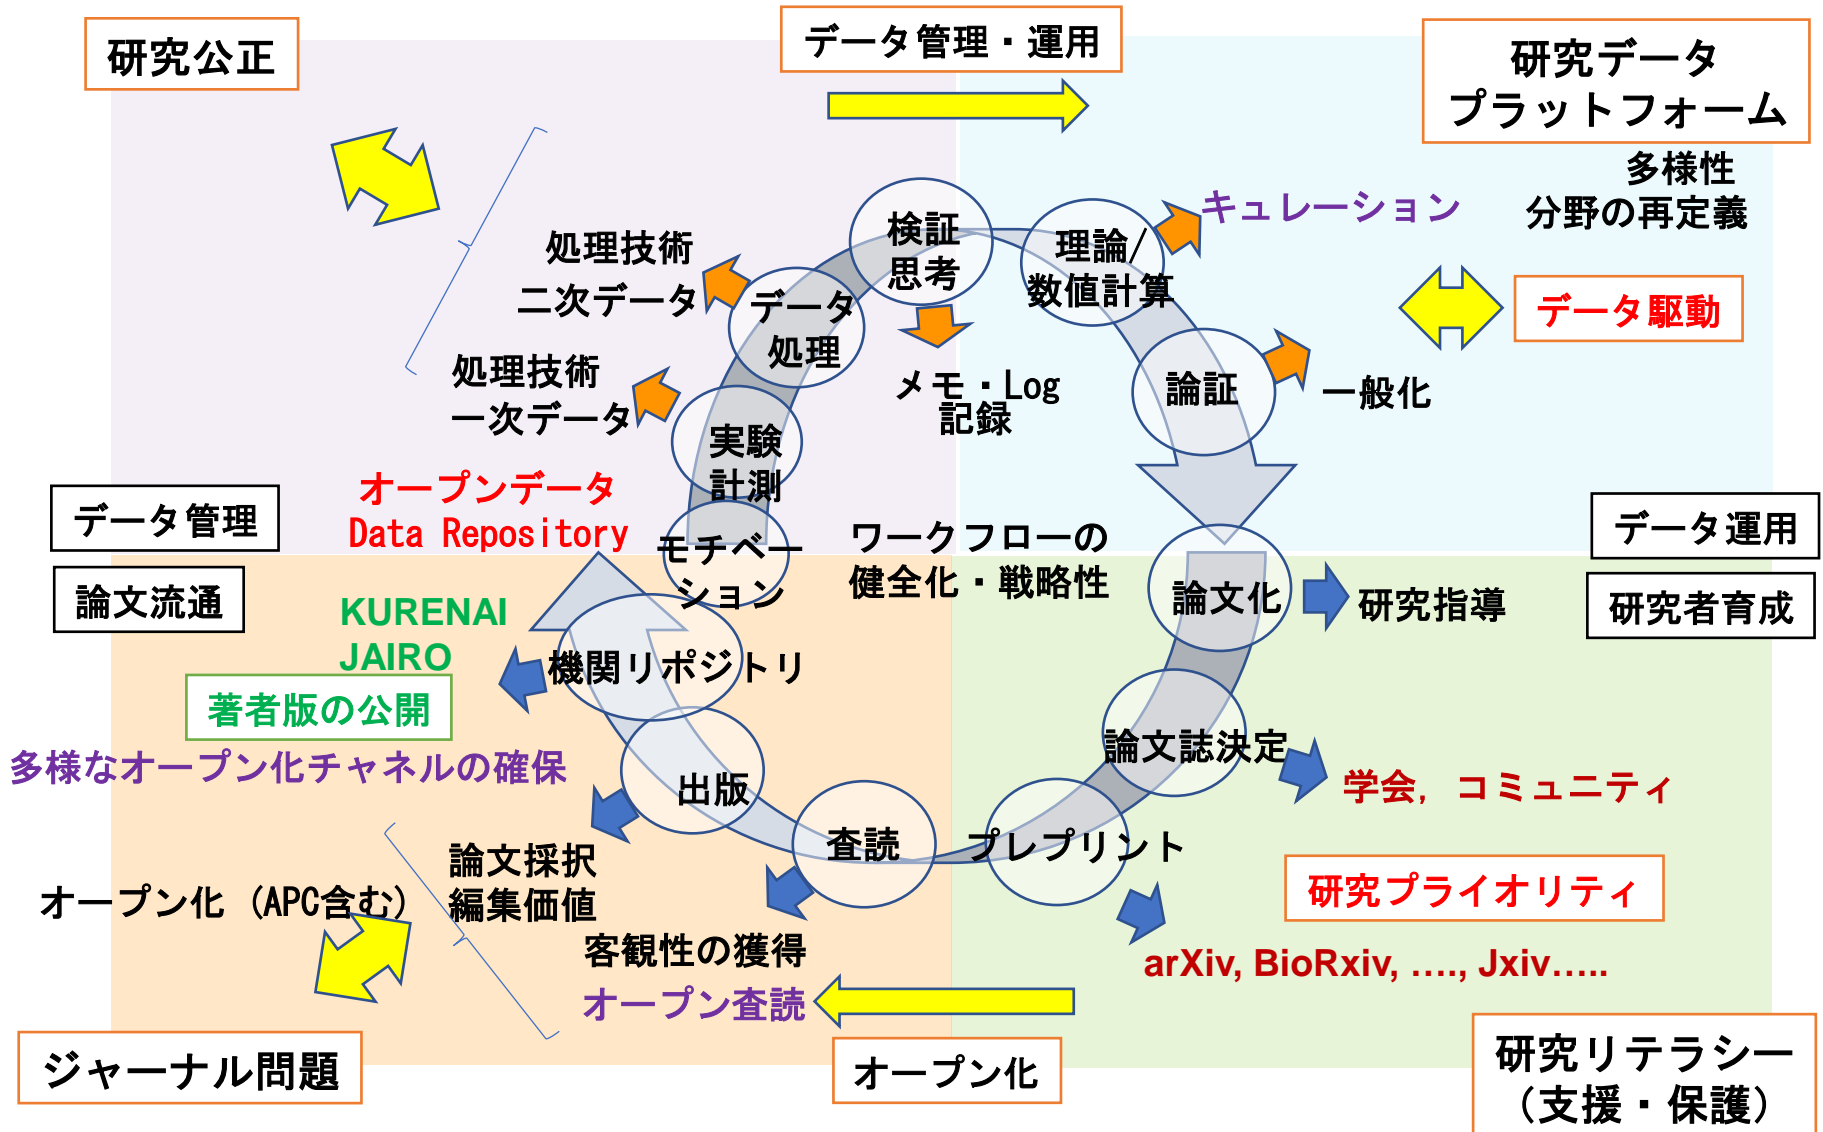 研究公正
データ管理・運用
研究データ
プラットフォーム
多様性
分野の再定義
キュレーション
データ駆動
処理技術
二次データ
処理技術
一次データ
検証
思考
理論/
数値計算
データ
処理
メモ・Log
記録
論証
一般化
実験
計測
オープンデータ
Data Repository
モチベー
ション
ワークフローの
健全化・戦略性
データ管理
論文流通
データ運用
研究者育成
論文化
研究指導
KURENAI
JAIRO
著者版の公開
機関リポジトリ
多様なオープン化チャネルの確保
出版
論文誌決定
学会, コミュニティ
査読
プレプリント
論文採択
編集価値
オープン化 (APC含む)
研究プライオリティ
客観性の獲得
オープン査読
arXiv, BioRxiv, …., Jxiv…..
ジャーナル問題
オープン化
研究リテラシー
（支援・保護）